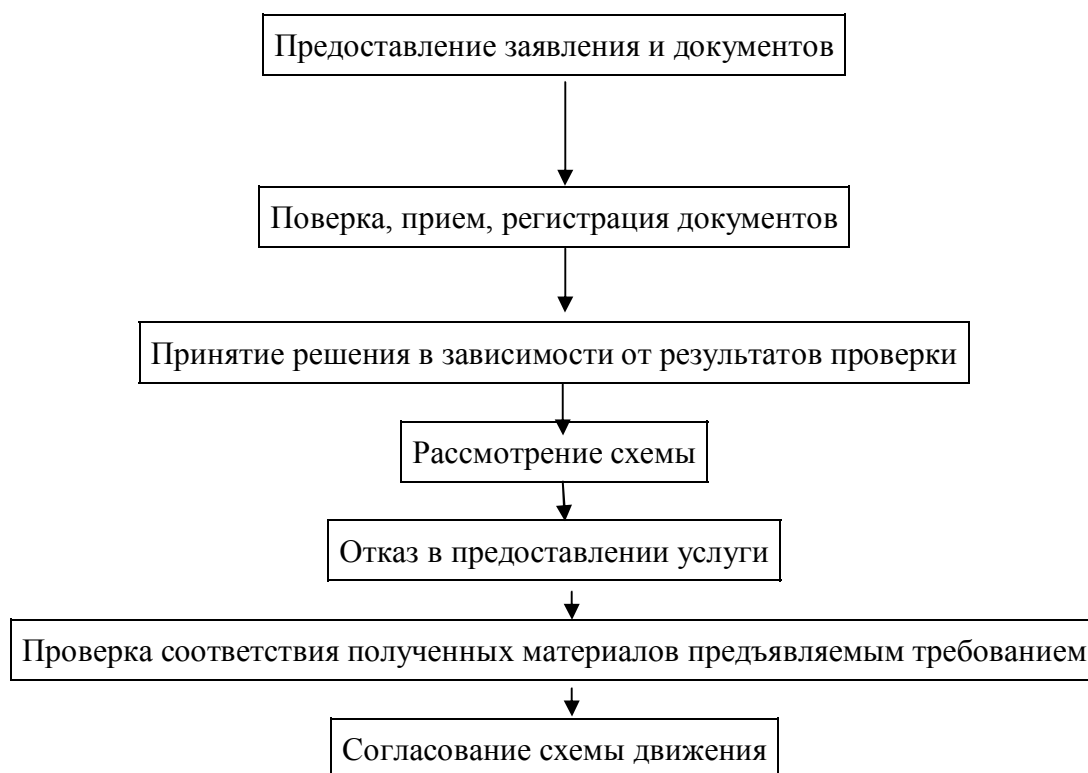 Предоставление заявления и документов
Поверка, прием, регистрация документов
Принятие решения в зависимости от результатов проверки
Рассмотрение схемы
Отказ в предоставлении услуги
Проверка соответствия полученных материалов предъявляемым требованием
Согласование схемы движения